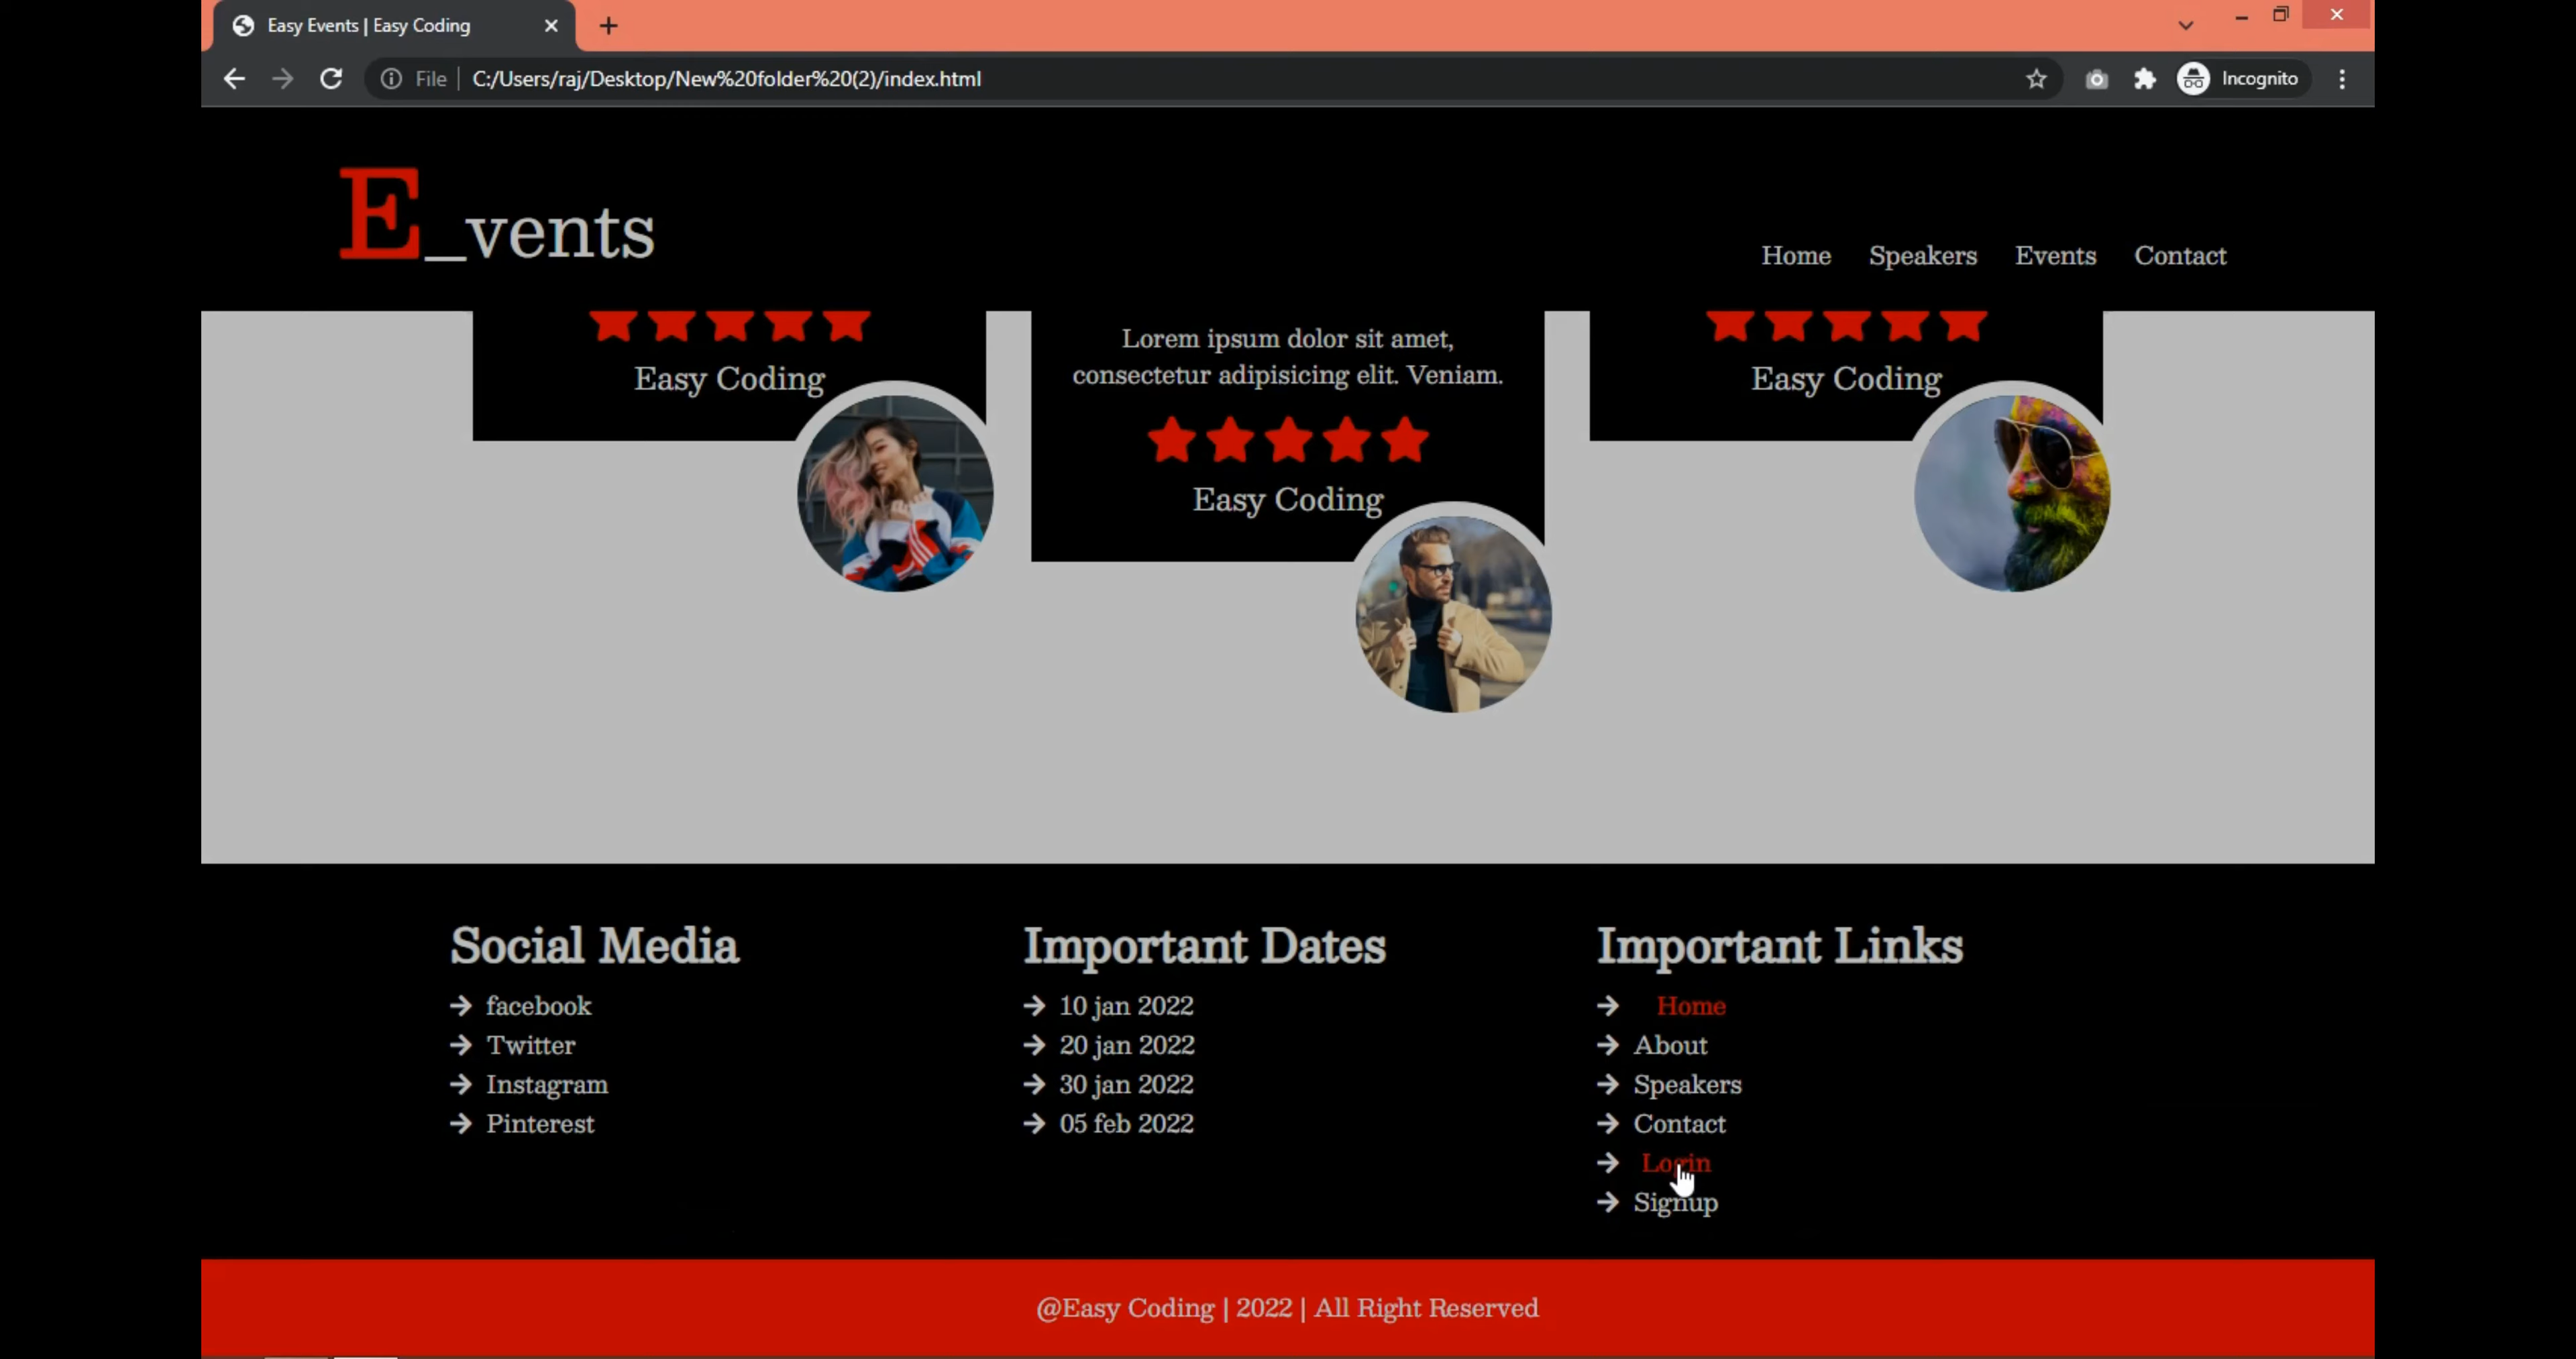 Easy Events | Easy Coding
File
C:/Users/raj/Desktop/New%20folder%20(2)/index.html
Incognito
E_vents
Home
Speakers
Events
Contact
Easy Coding
Lorem ipsum dolor sit amet,
consectetur adipisicing elit. Veniam.
Easy Coding
Easy Coding
Social Media
facebook
Twitter
Instagram
Pinterest
Important Dates
10 jan 2022
20 jan 2022
30 jan 2022
05 feb 2022
Important Links
Home
About
Speakers
Contact
Login
Signup
@Easy Coding | 2022 | All Right Reserved